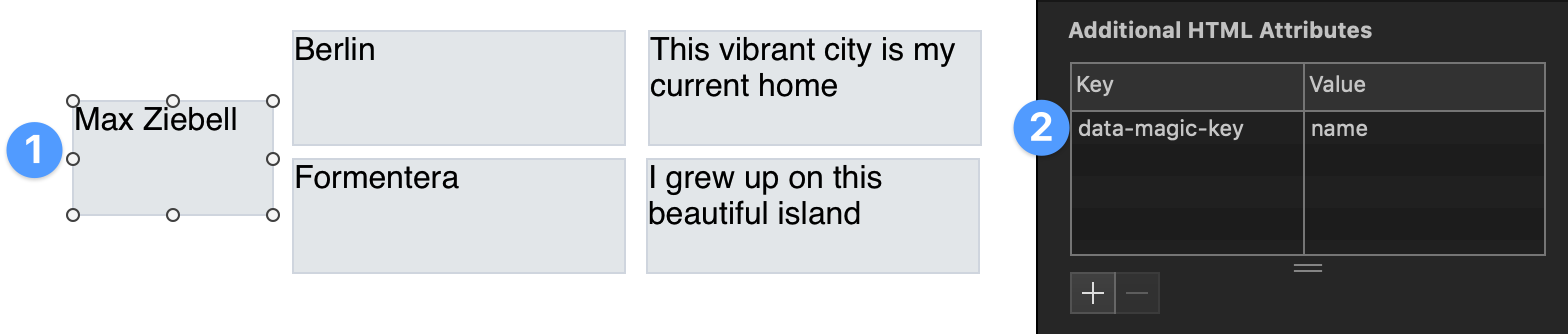 1
Max Ziebell
Berlin
This vibrant city is my
current home
Formentera
I grew up on this
beautiful island
Additional HTML Attributes
Key Value
2
data-magic-key name